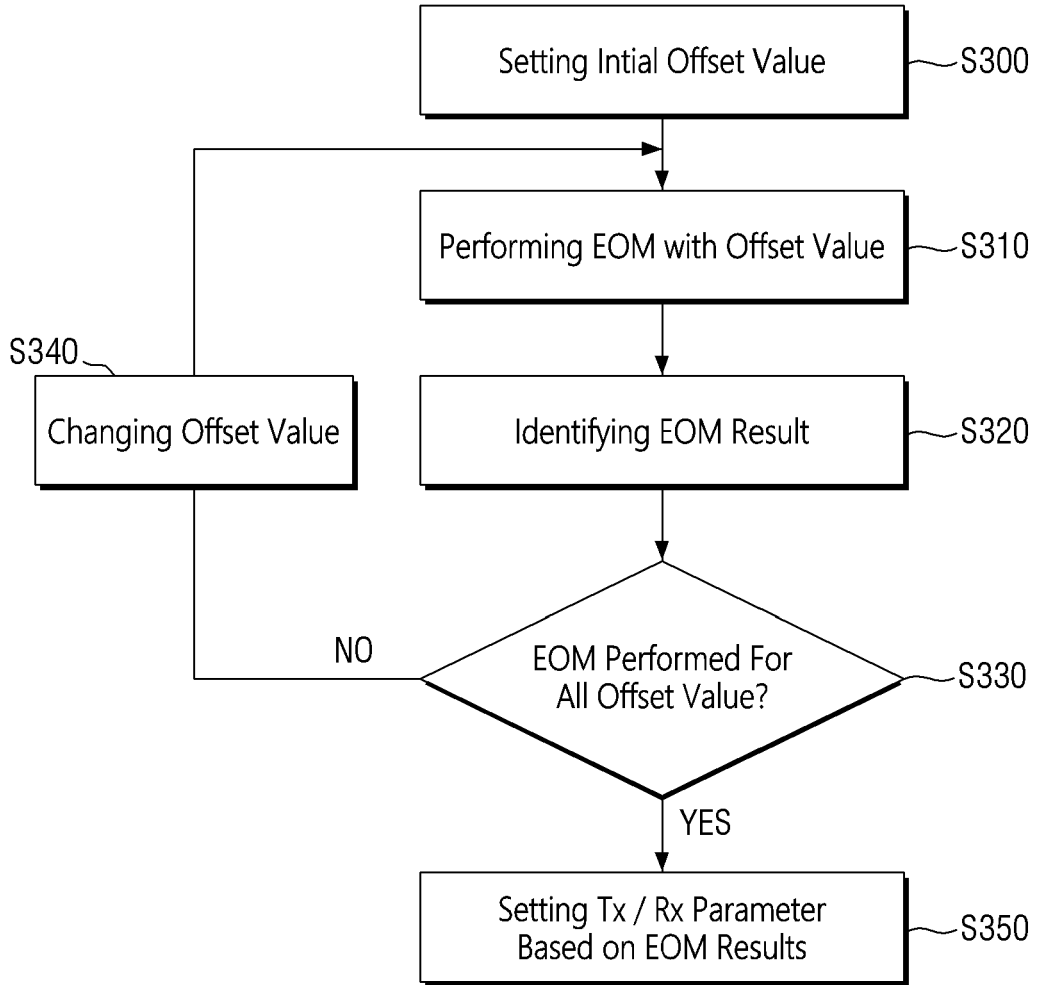 Setting Intial Offset Value
S300
Performing EOM with Offset Value
S310
S340
Changing Offset Value
Identifying EOM Result
S320
NO
EOM Performed For
All Offset Value?
S330
YES
Setting Tx / Rx Parameter
Based on EOM Results
S350